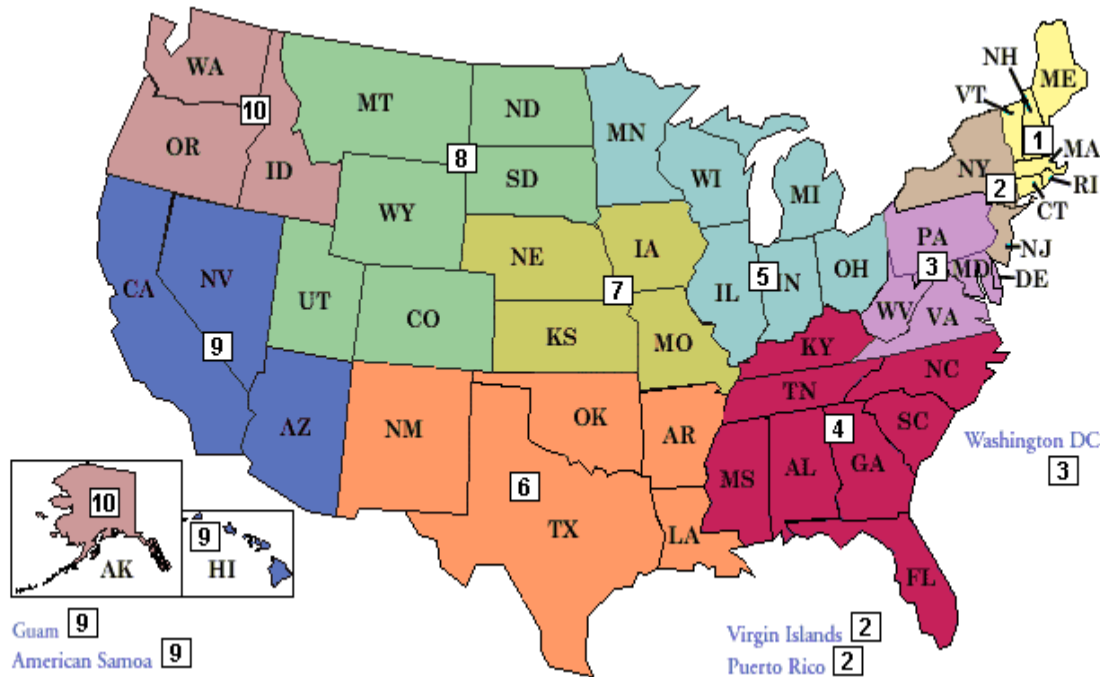 WA
10
OR
ID
MT
ND
8
SD
WY
UT
CO
MN
WI
MI
5
IL
IN
OH
NE
IA
7
KS
MO
NH
ME
VT
1
MA
NY
2
RI
CT
PA
NJ
3
MD
DE
WV
VA
CA
NV
9
AZ
NM
OK
AR
6
TX
LA
KY
TN
NC
4
SC
MS
AL
GA
FL
Washington DC
3
10
AK
9
HI
Guam 9
American Samoa 9
Virgin Islands 2
Puerto Rico 2